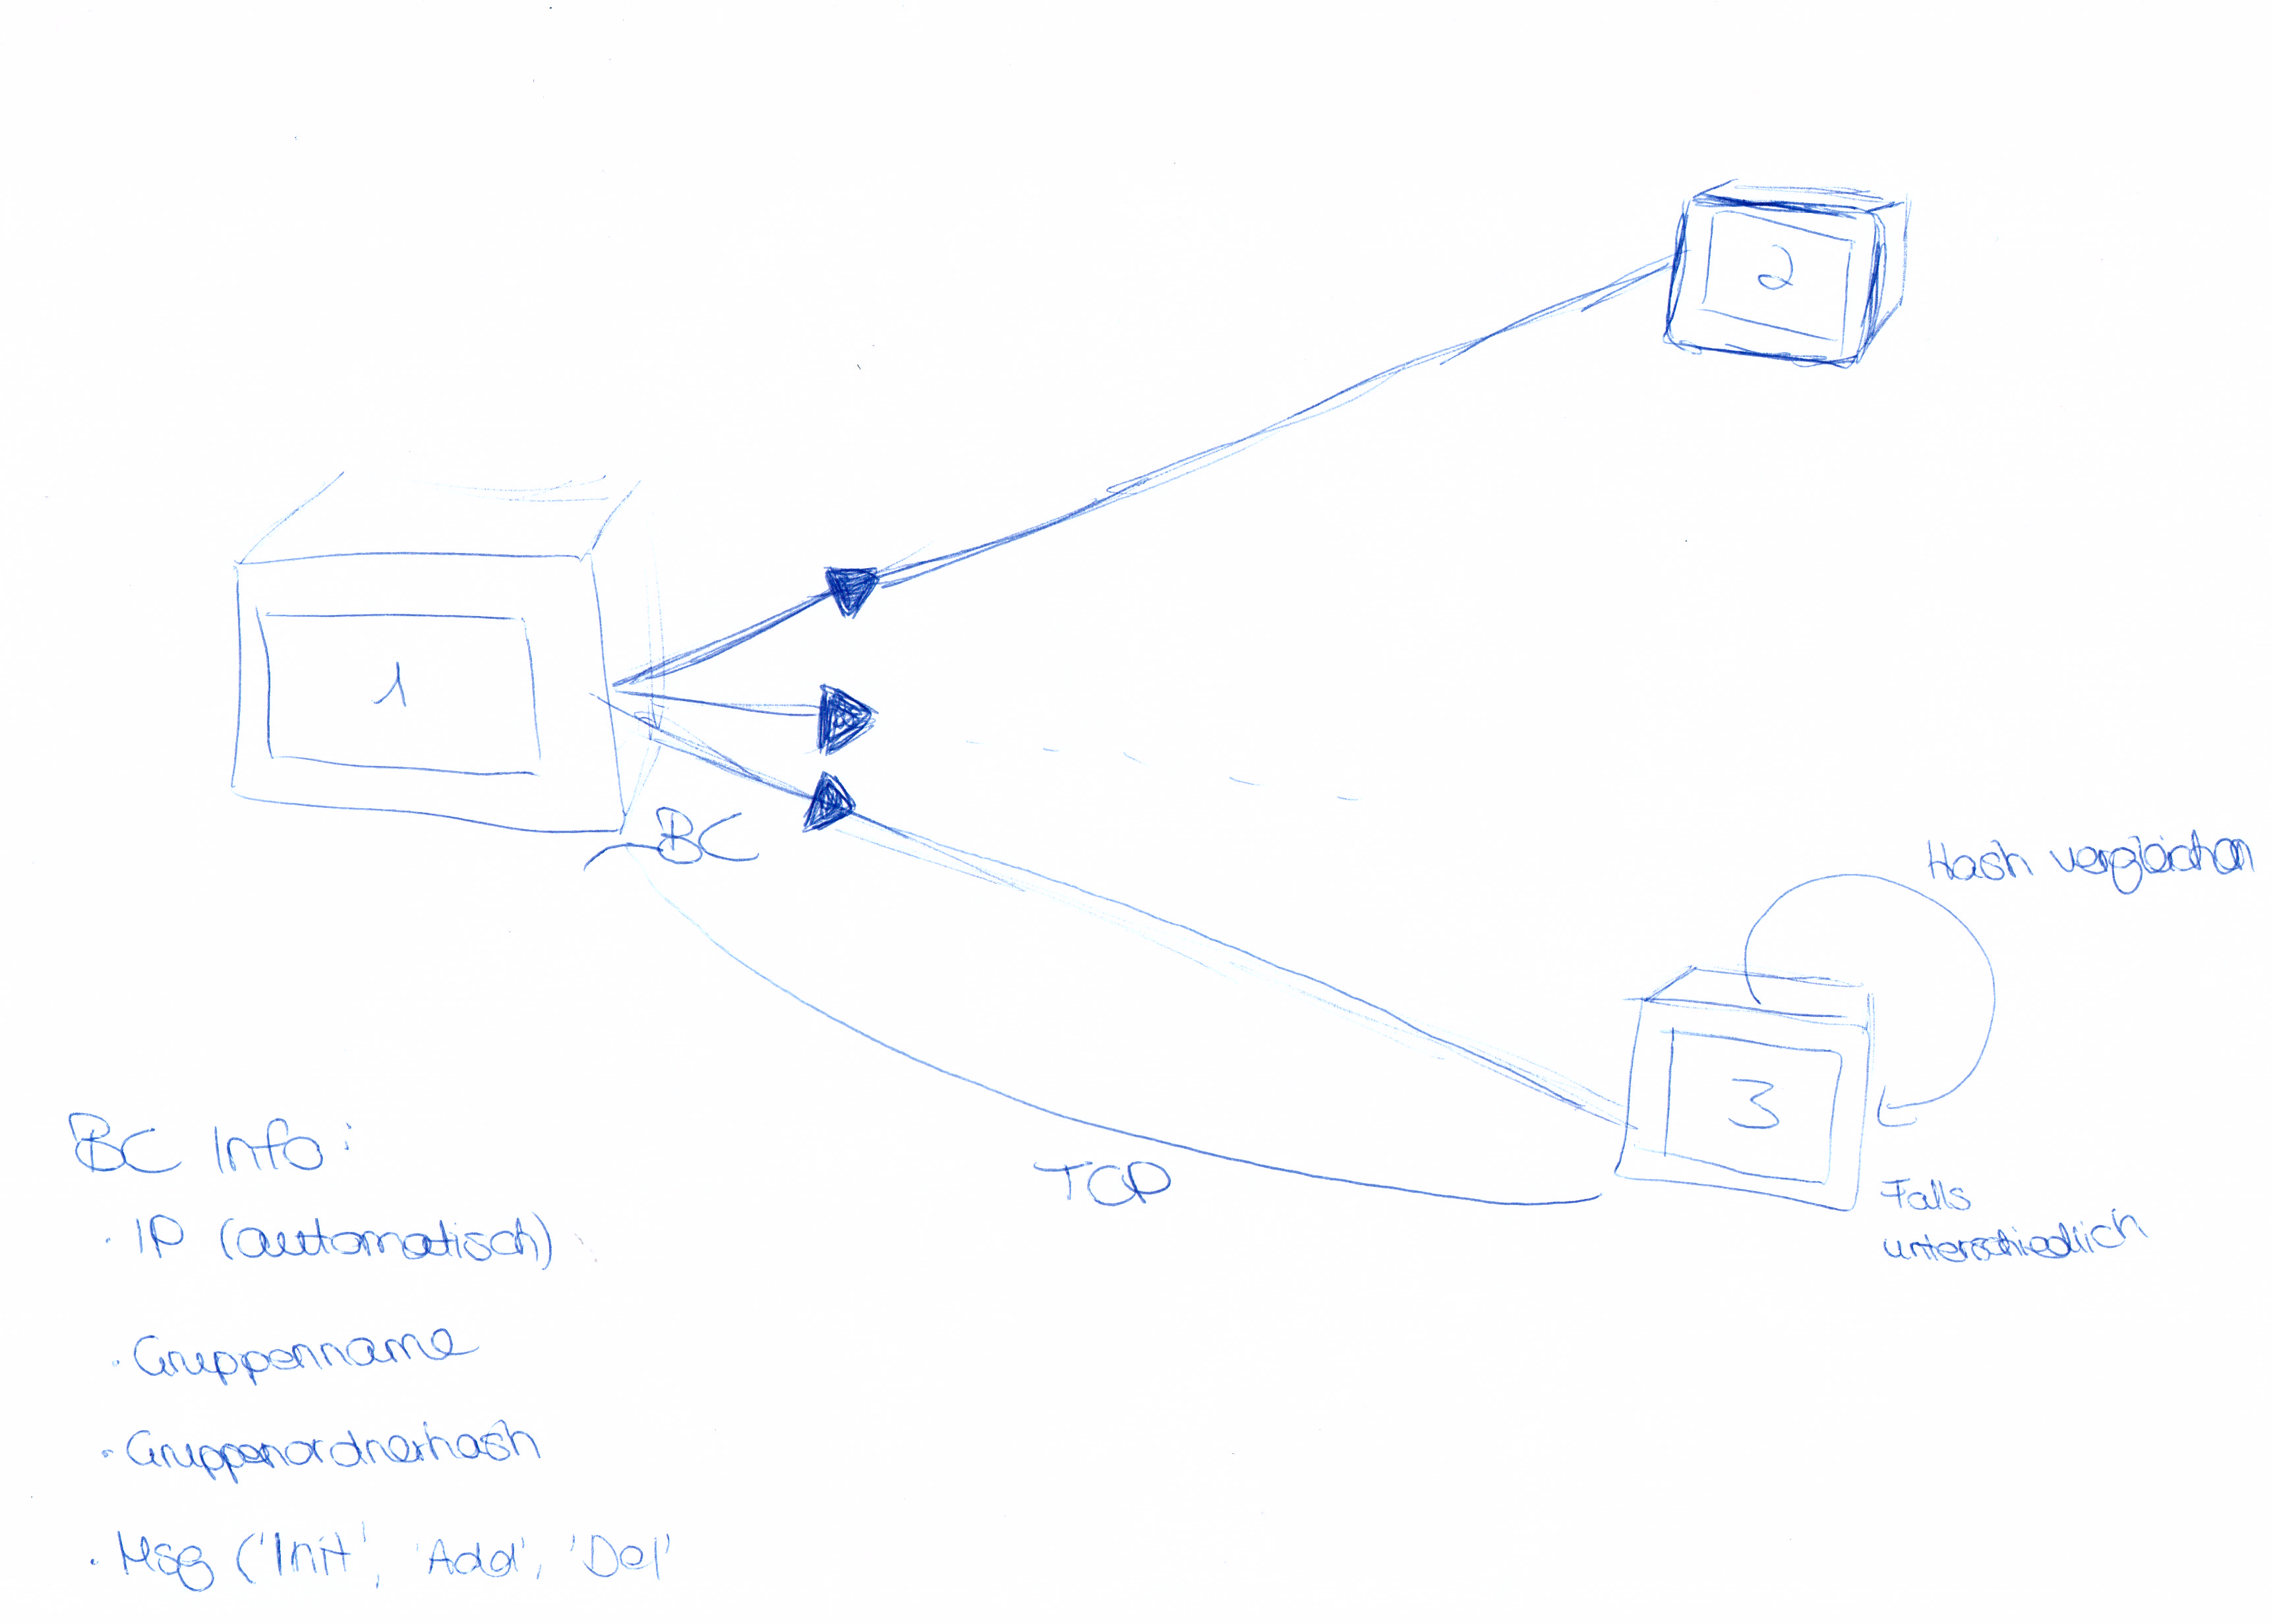 2
1
BC
Hash vergleichen
3
TCP
Falls
unterschiedlich
BC Info:
· IP (automatisch)
· Gruppenname
· Gruppenordnerhash
· Msg ('Init', 'Add', 'Del'